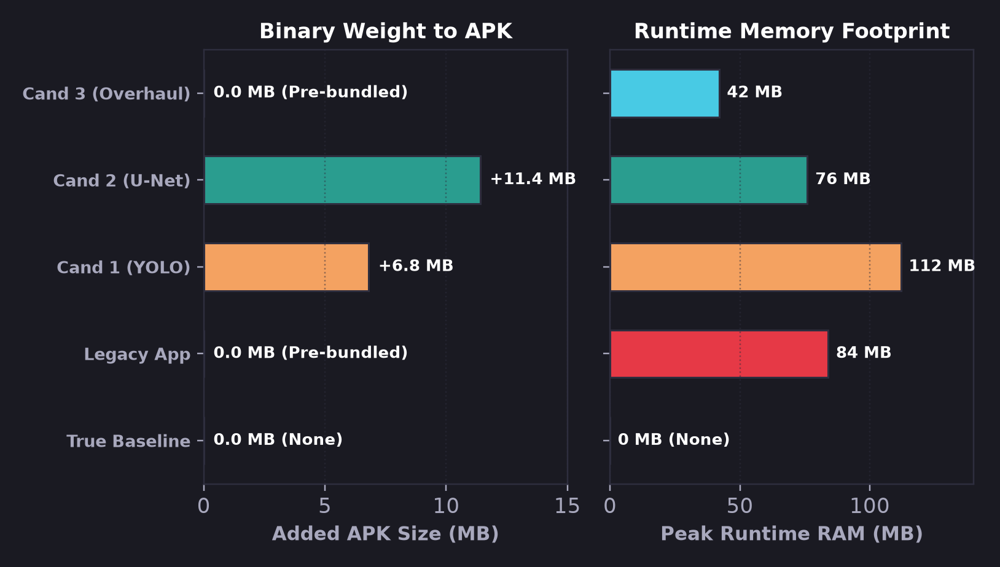 Binary Weight to APK
Cand 3 (Overhaul)
0.0 MB (Pre-bundled)
Cand 2 (U-Net)
+11.4 MB
Cand 1 (YOLO)
+6.8 MB
Legacy App
0.0 MB (Pre-bundled)
True Baseline
0.0 MB (None)
0 5 10 15
Added APK Size (MB)
Runtime Memory Footprint
42 MB
76 MB
112 MB
84 MB
0 MB (None)
0 50 100
Peak Runtime RAM (MB)